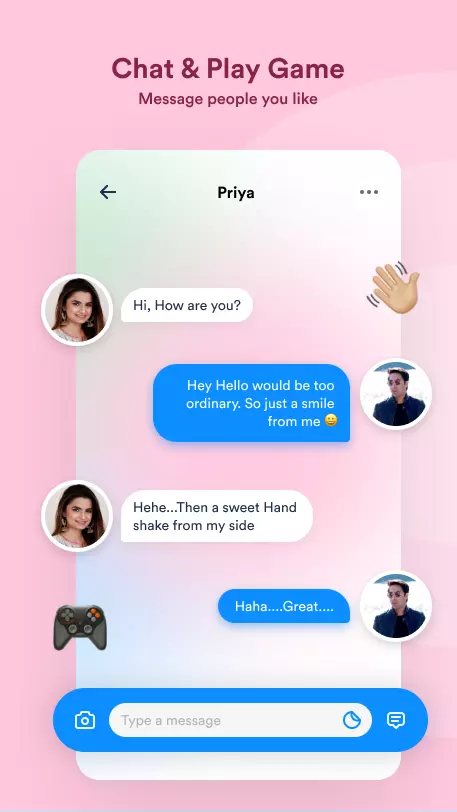 Chat & Play Game
Message people you like
Priya
Hi, How are you?
Hey Hello would be too
ordinary. So just a smile
from me 😄
Hehe...Then a sweet Hand
shake from my side
Haha....Great....
Type a message